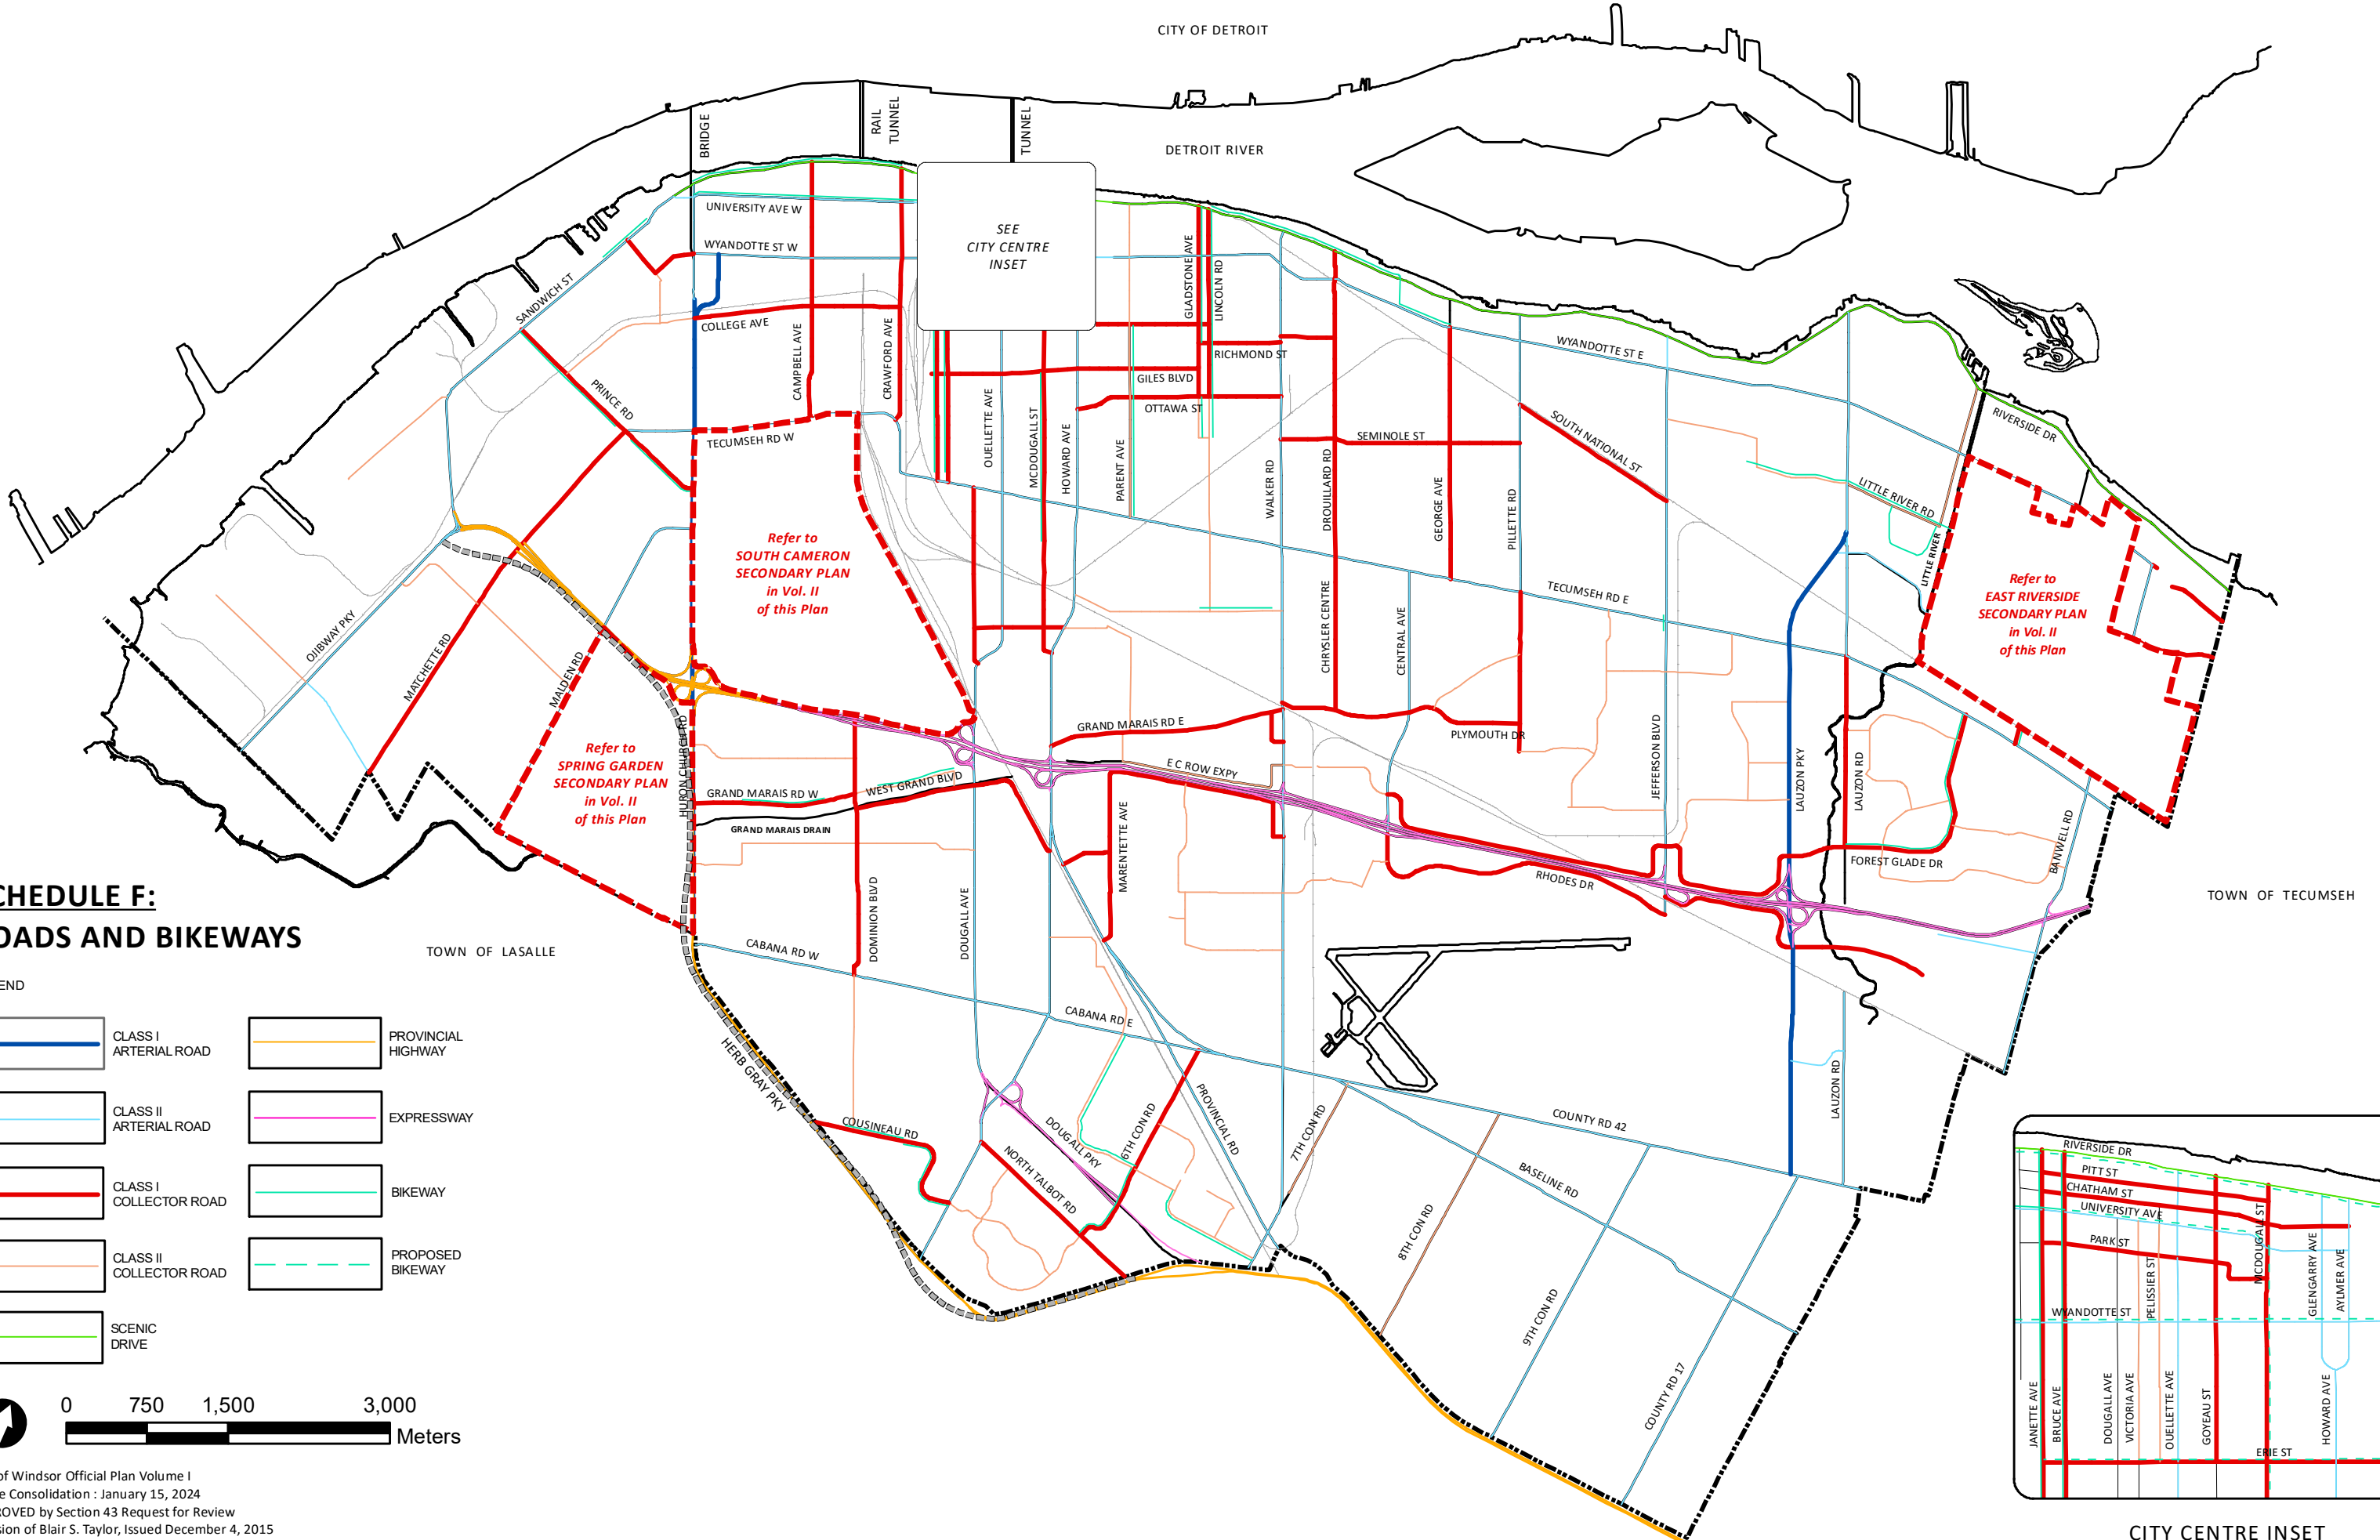 CITY OF DETROIT
BRIDGE
RAIL
TUNNEL
TUNNEL
DETROIT RIVER
SEE
CITY CENTRE
INSET
UNIVERSITY AVE W
WYANDOTTE ST W
SANDWICH ST
COLLEGE AVE
CAMPBELL AVE
CRAWFORD AVE
PRINCE RD
TECUMSEH RD W
GLADSTONE AVE
LINCOLN RD
RICHMOND ST
GILES BLVD
OTTAWA ST
OUELLETTE AVE
MCDOUGALL ST
HOWARD AVE
PARENT AVE
WALKER RD
DROUILLARD RD
SEMINOLE ST
GEORGE AVE
PILLETTE RD
WYANDOTTE ST E
SOUTH NATIONAL ST
RIVERSIDE DR
LITTLE RIVER RD
LITTLE RIVER
Refer to
SOUTH CAMERON
SECONDARY PLAN
in Vol. II
of this Plan
Refer to
EAST RIVERSIDE
SECONDARY PLAN
in Vol. II
of this Plan
TECUMSEH RD E
CHRYSLER CENTRE
CENTRAL AVE
OJIBWAY PKY
MATCHETTE RD
MALDEN RD
HURON CHURCH RD
Refer to
SPRING GARDEN
SECONDARY PLAN
in Vol. II
of this Plan
GRAND MARAIS RD E
PLYMOUTH DR
E C ROW EXPY
GRAND MARAIS RD W
WEST GRAND BLVD
GRAND MARAIS DRAIN
MARENTETTE AVE
JEFFERSON BLVD
LAUZON PKY
LAUZON RD
FOREST GLADE DR
BANWELL RD
RHODES DR
DOMINION BLVD
DOUGALL AVE
TOWN OF TECUMSEH
TOWN OF LASALLE
CABANA RD W
CABANA RD E
HERB GRAY PKY
COUSINEAU RD
NORTH TALBOT RD
DOUGALL PKY
6TH CON RD
PROVINCIAL RD
7TH CON RD
8TH CON RD
9TH CON RD
COUNTY RD 42
BASELINE RD
COUNTY RD 17
LAUZON RD
CHEDULE F:
OADS AND BIKEWAYS
END
CLASS I
ARTERIAL ROAD
CLASS II
ARTERIAL ROAD
CLASS I
COLLECTOR ROAD
CLASS II
COLLECTOR ROAD
SCENIC
DRIVE
PROVINCIAL
HIGHWAY
EXPRESSWAY
BIKEWAY
PROPOSED
BIKEWAY
0 750 1,500 3,000
Meters
of Windsor Official Plan Volume I
e Consolidation : January 15, 2024
ROVED by Section 43 Request for Review
sion of Blair S. Taylor, Issued December 4, 2015
RIVERSIDE DR
PITT ST
CHATHAM ST
UNIVERSITY AVE
PARK ST
WYANDOTTE ST
PELISSIER ST
MCDOUGALL ST
GLENGARRY AVE
AYLMER AVE
JANETTE AVE
BRUCE AVE
DOUGALL AVE
VICTORIA AVE
OUELLETTE AVE
GOYEAU ST
HOWARD AVE
ERIE ST
CITY CENTRE INSET